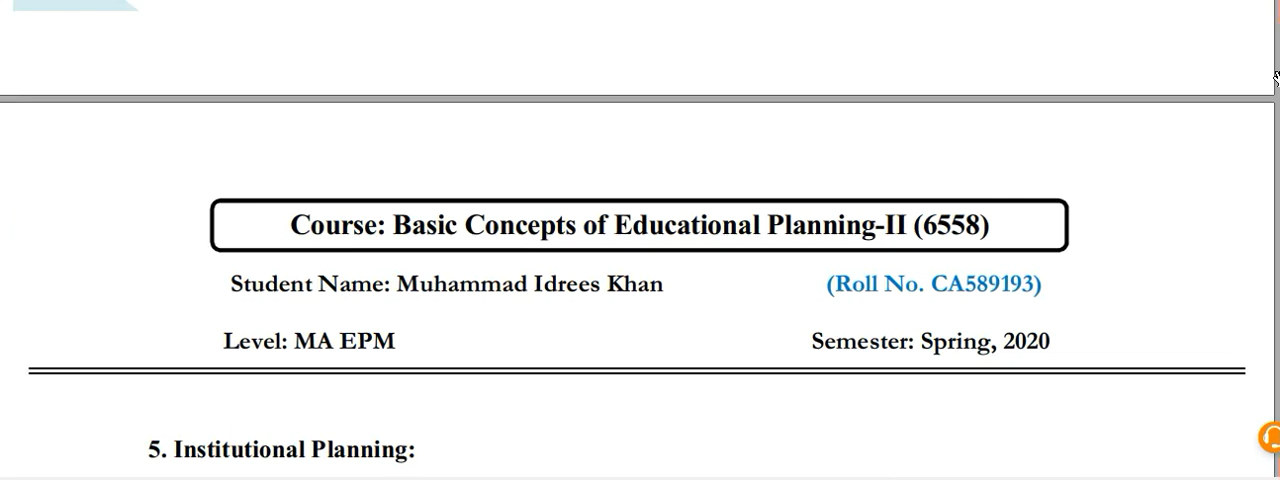 Course: Basic Concepts of Educational Planning-II (6558)
Student Name: Muhammad Idrees Khan (Roll No. CA589193)
Level: MA EPM Semester: Spring, 2020
5. Institutional Planning: